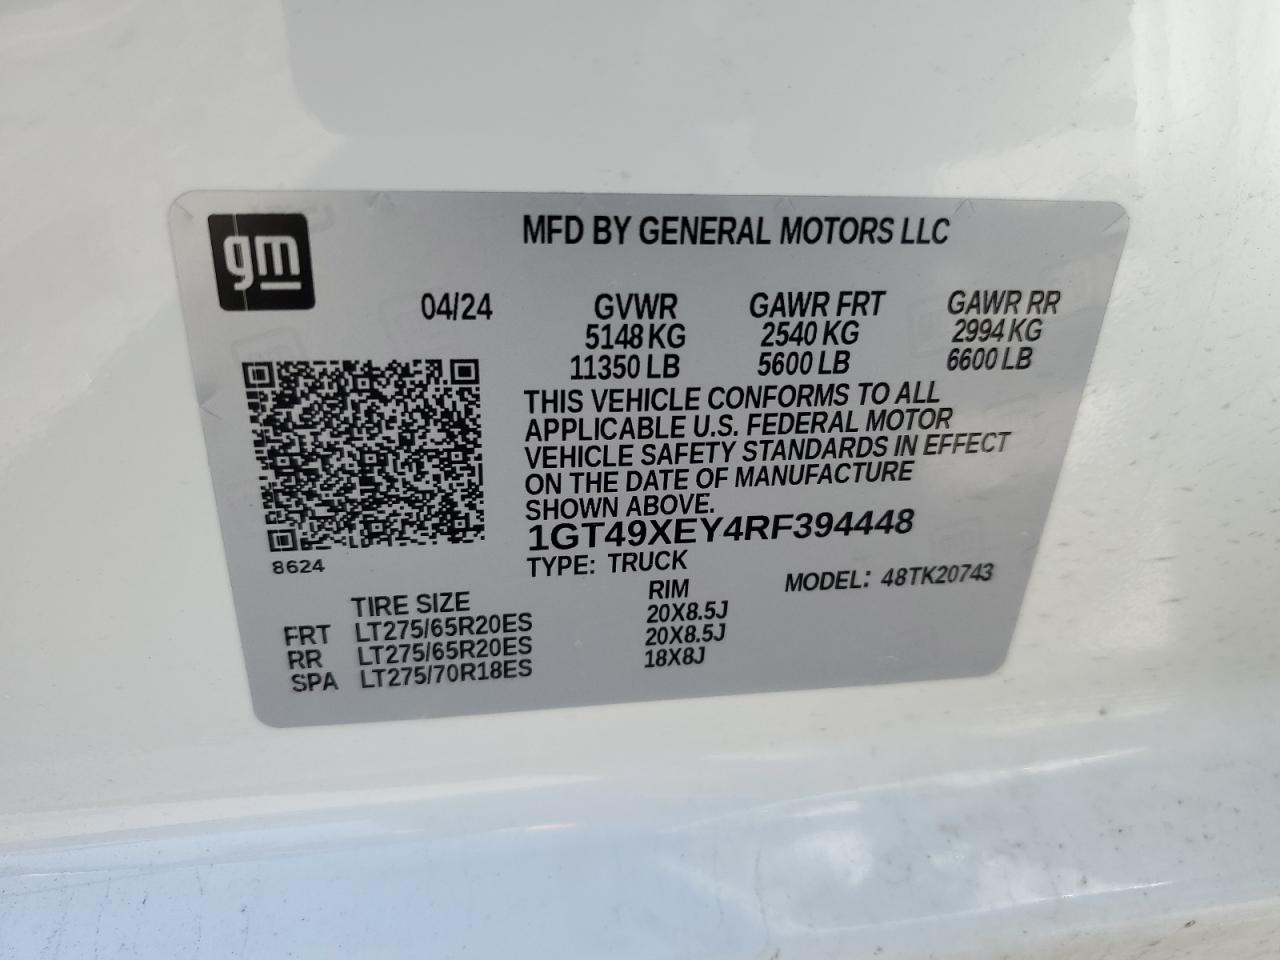 gm
MFD BY GENERAL MOTORS LLC
04/24 GVWR GAWR FRT GAWR RR
5148 KG 2540 KG 2994 KG
11350 LB 5600 LB 6600 LB
THIS VEHICLE CONFORMS TO ALL
APPLICABLE U.S. FEDERAL MOTOR
VEHICLE SAFETY STANDARDS IN EFFECT
ON THE DATE OF MANUFACTURE
SHOWN ABOVE.
1GT49XEY4RF394448
8624
TYPE: TRUCK MODEL: 48TK20743
TIRE SIZE RIM
FRT LT275/65R20ES 20X8.5J
RR LT275/65R20ES 20X8.5J
SPA LT275/70R18ES 18X8J